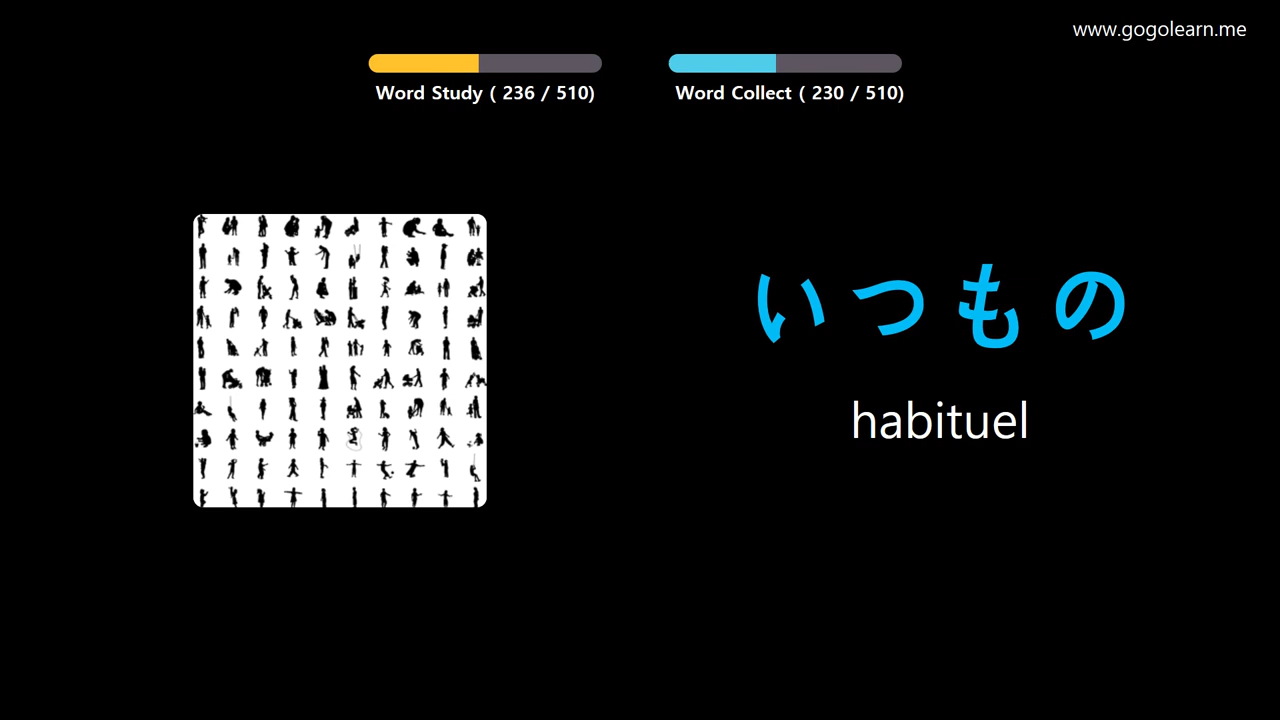 www.gogolearn.me
Word Study ( 236 / 510)
Word Collect ( 230 / 510)
いつもの
habituel